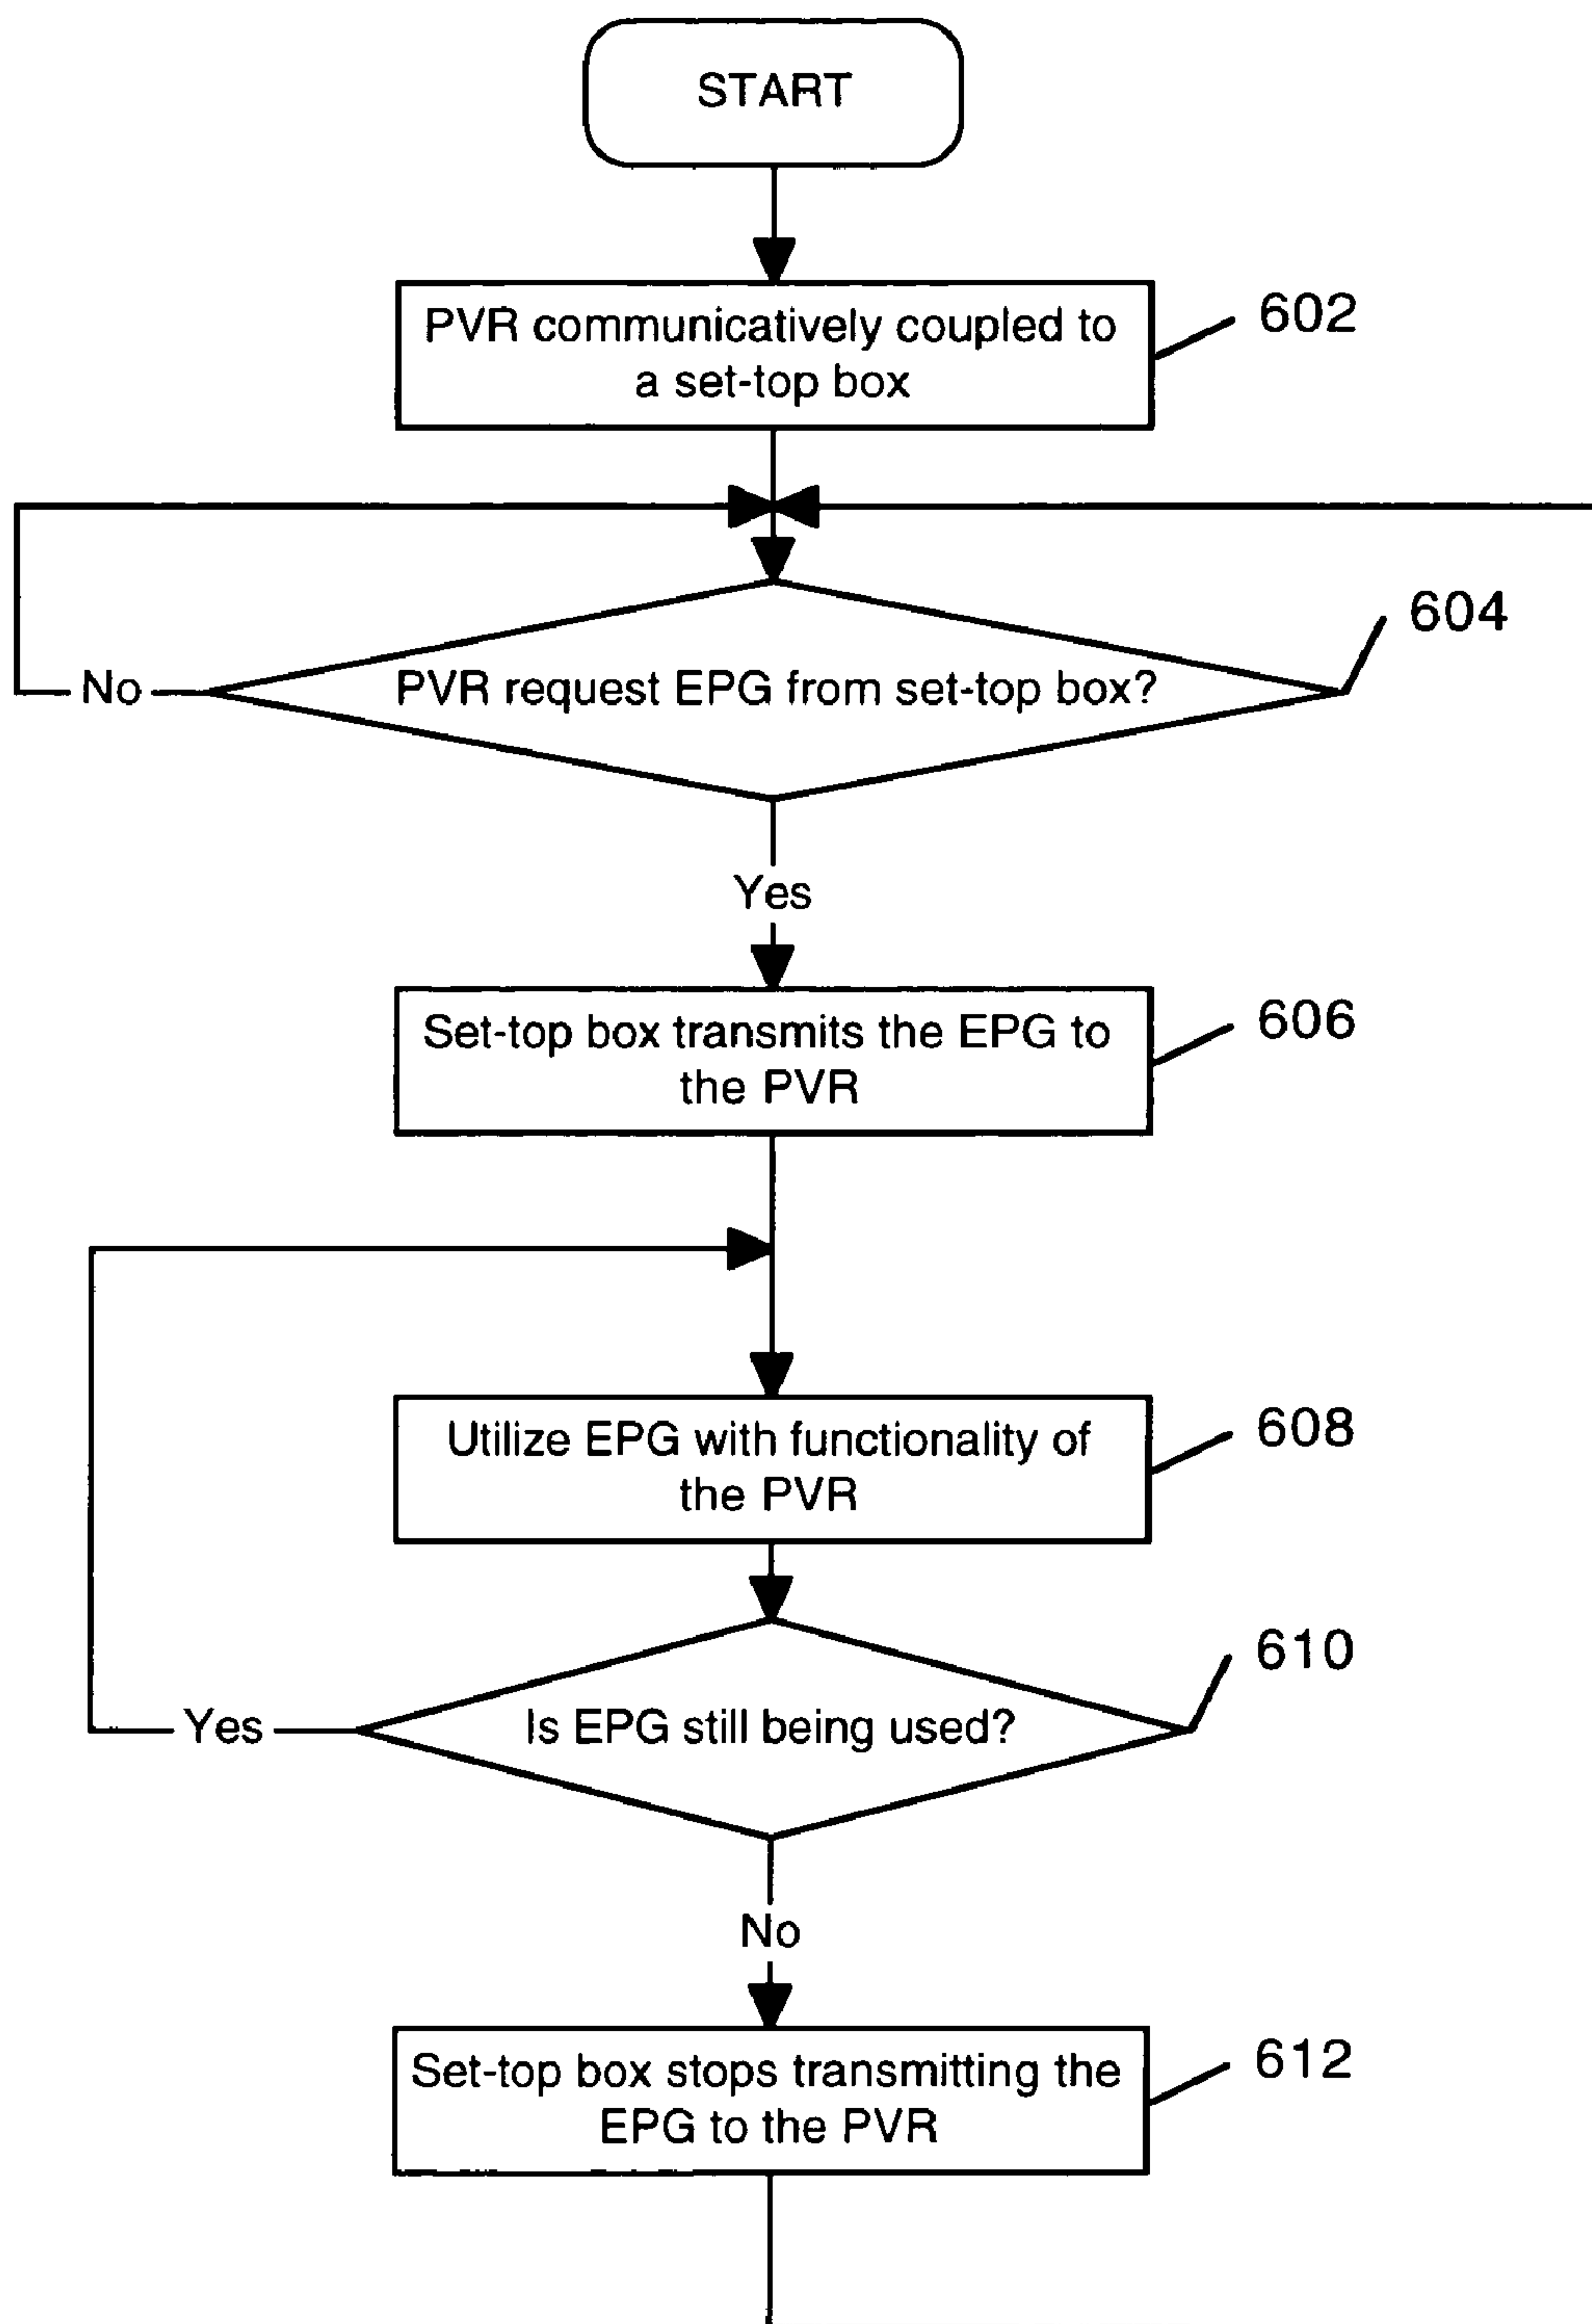 START
PVR communicatively coupled to
a set-top box
602
604
PVR request EPG from set-top box?
No
Yes
Set-top box transmits the EPG to
the PVR
606
Utilize EPG with functionality of
the PVR
608
610
Is EPG still being used?
Yes
No
Set-top box stops transmitting the
EPG to the PVR
612